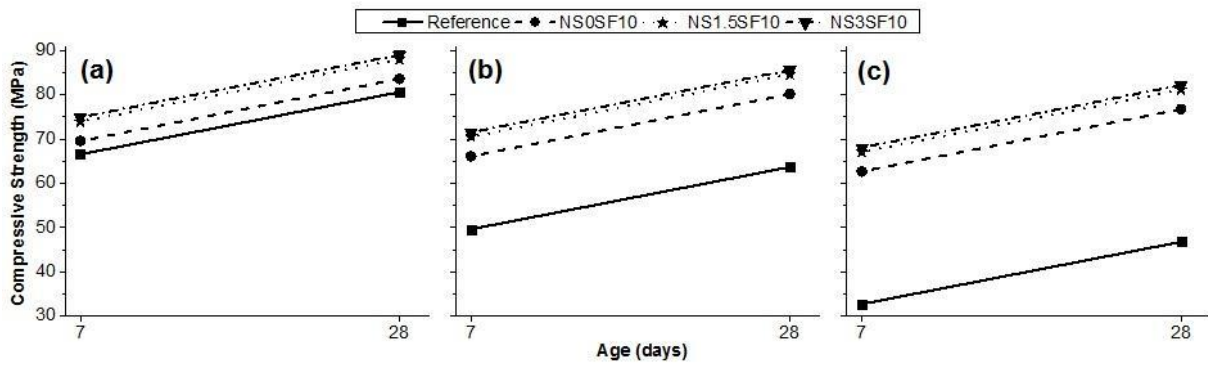 Reference NS0SF10 NS1.5SF10 NS3SF10
Compressive Strength (MPa)
90
80
70
60
50
40
30
(a)
(b)
(c)
7 28 7 28 7 28
Age (days)